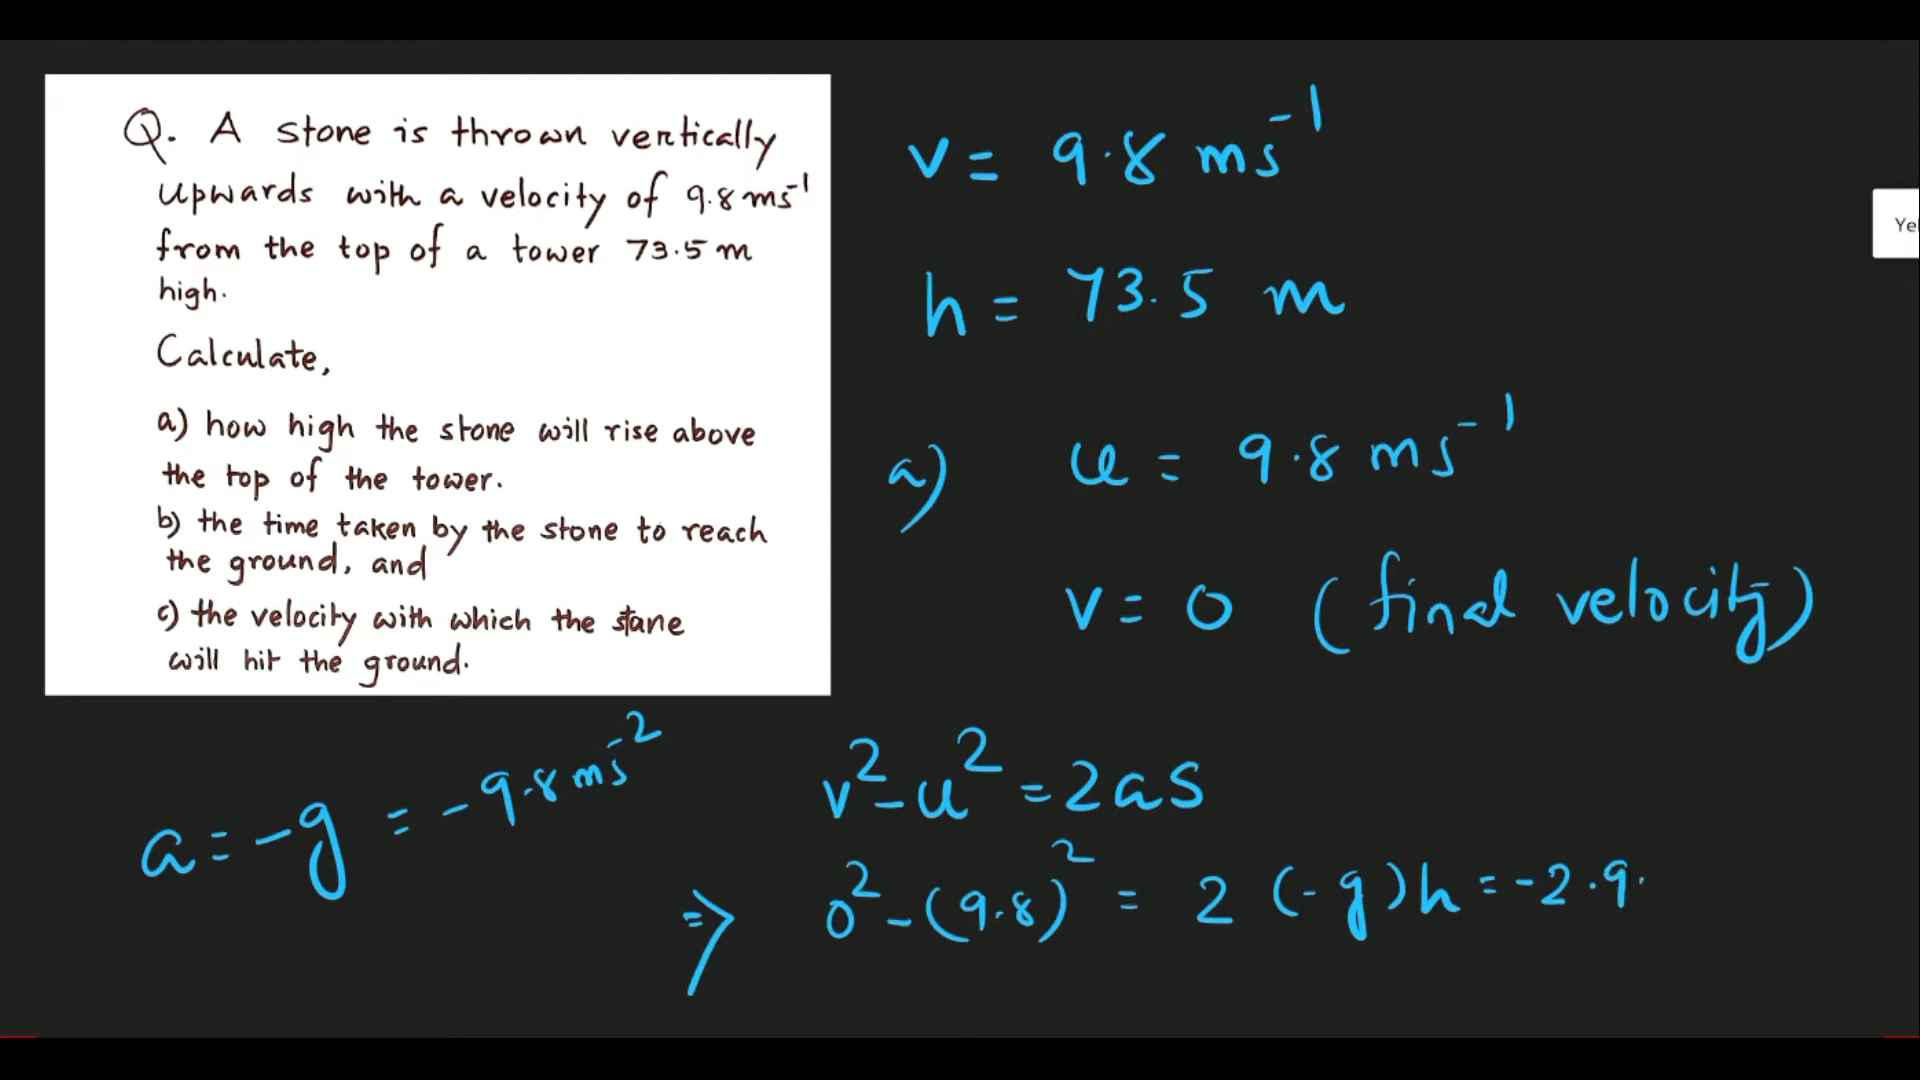 Q. A stone is thrown vertically
upwards with a velocity of 9.8 ms⁻¹
from the top of a tower 73.5 m
high.
Calculate,
a) how high the stone will rise above
the top of the tower.
b) the time taken by the stone to reach
the ground, and
c) the velocity with which the stane
will hit the ground.
v = 9.8 ms⁻¹
h = 73.5 m
a) u = 9.8 ms⁻¹
v = 0 (final velocity)
a = -g = -9.8 ms⁻²
v² - u² = 2as
⇒ 0² - (9.8)² = 2 (-g)h = -2.9.